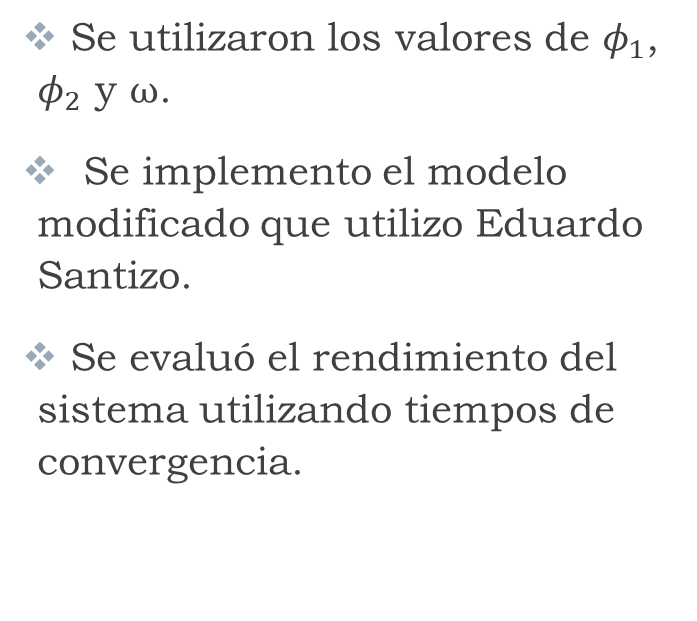 ❖ Se utilizaron los valores de 𝜙₁,
𝜙₂ y ω.
❖ Se implemento el modelo
modificado que utilizo Eduardo
Santizo.
❖ Se evaluó el rendimiento del
sistema utilizando tiempos de
convergencia.